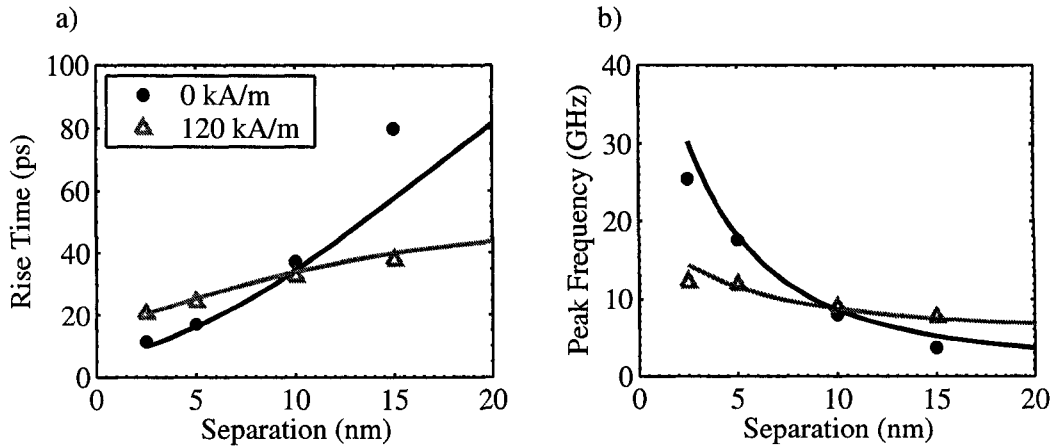 a)
100
80
60
40
20
0
Rise Time (ps)
0 kA/m
120 kA/m
0 5 10 15 20
Separation (nm)
b)
40
30
20
10
0
Peak Frequency (GHz)
0 5 10 15 20
Separation (nm)